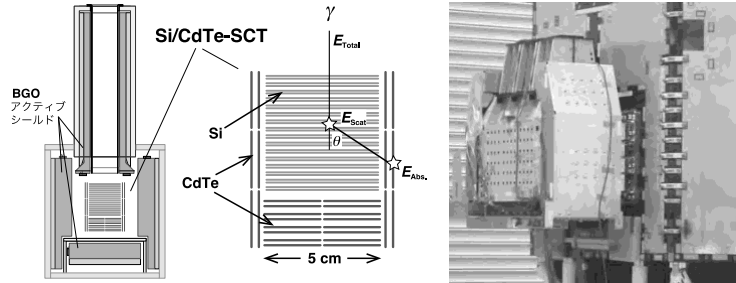 Si/CdTe-SCT
BGO
アクティブ
シールド
γ
E_Total
Si
E_Scat
θ
CdTe
E_Abs.
5 cm